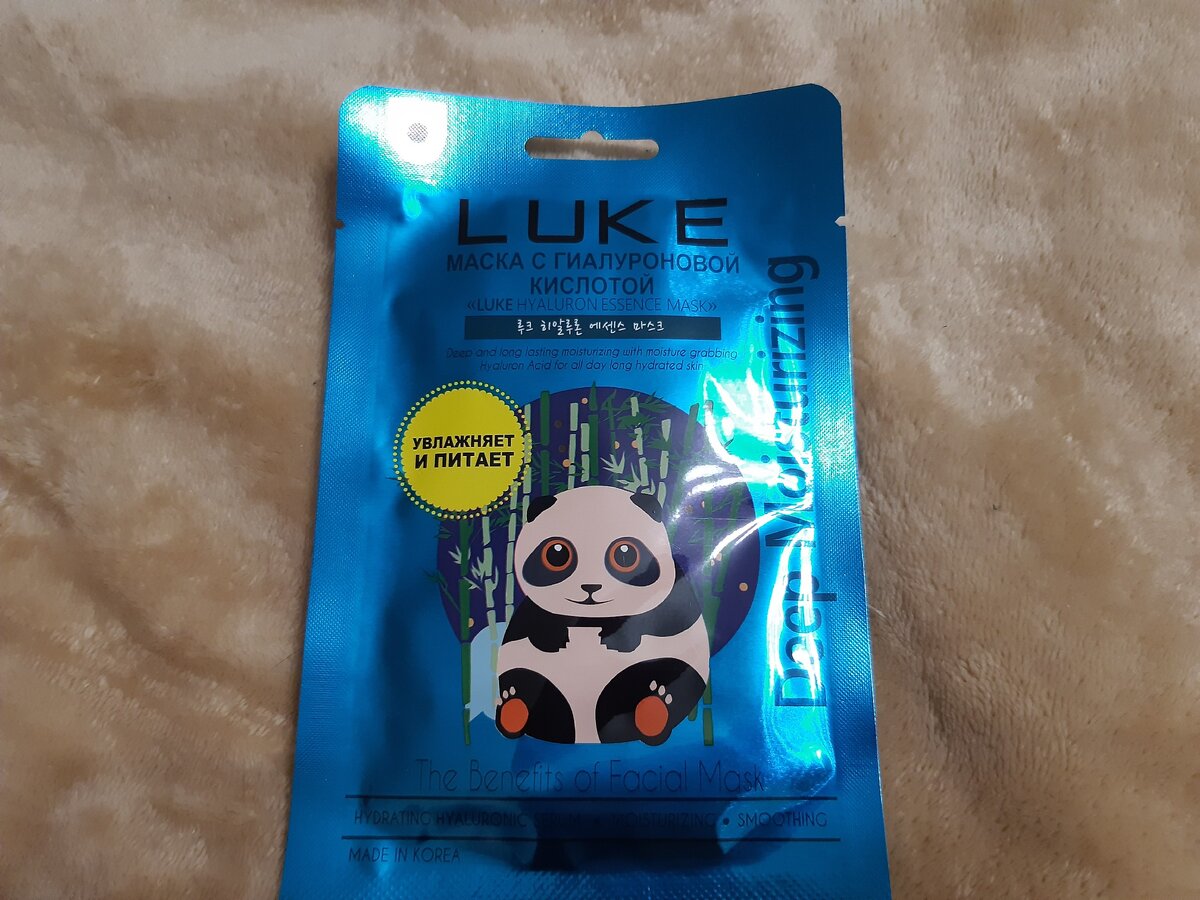 LUKE
МАСКА С ГИАЛУРОНОВОЙ
КИСЛОТОЙ
«LUKE HYALURON ESSENCE MASK»
루크 히알루론 에센스 마스크
Deep and long lasting moisturizing with moisture grabbing
Hyaluron Acid for all day long hydrated skin
УВЛАЖНЯЕТ
И ПИТАЕТ
Deep Moisturizing
The Benefits of Facial Mask
HYDRATING HYALURONIC SERUM • MOISTURIZING • SMOOTHING
MADE IN KOREA